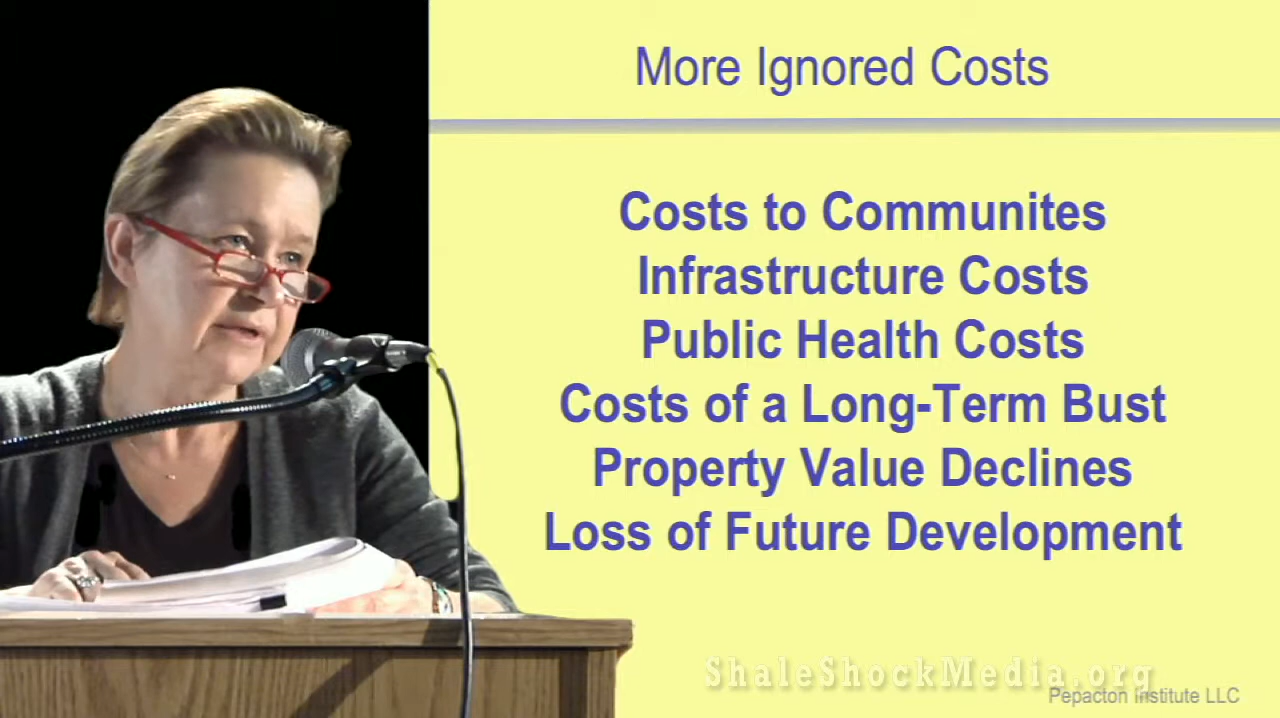 More Ignored Costs
Costs to Communites
Infrastructure Costs
Public Health Costs
Costs of a Long-Term Bust
Property Value Declines
Loss of Future Development
ShaleShockMedia.org
Pepacton Institute LLC